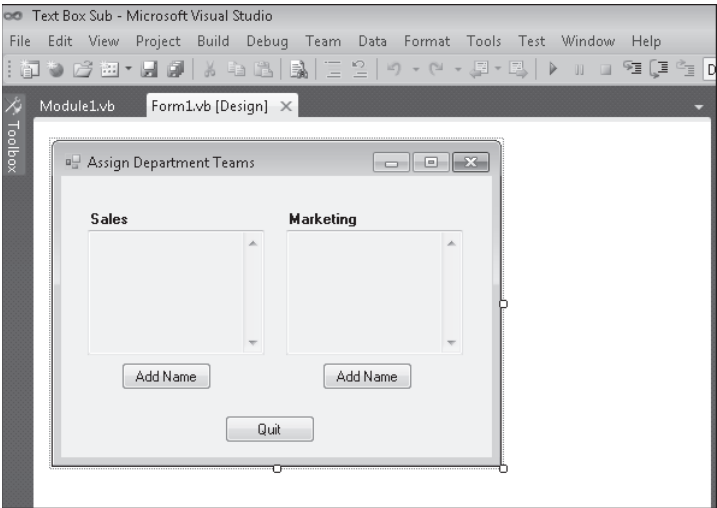 Text Box Sub - Microsoft Visual Studio
File Edit View Project Build Debug Team Data Format Tools Test Window Help
D
Toolbox
Module1.vb Form1.vb [Design]
Assign Department Teams
Sales Marketing
Add Name Add Name
Quit